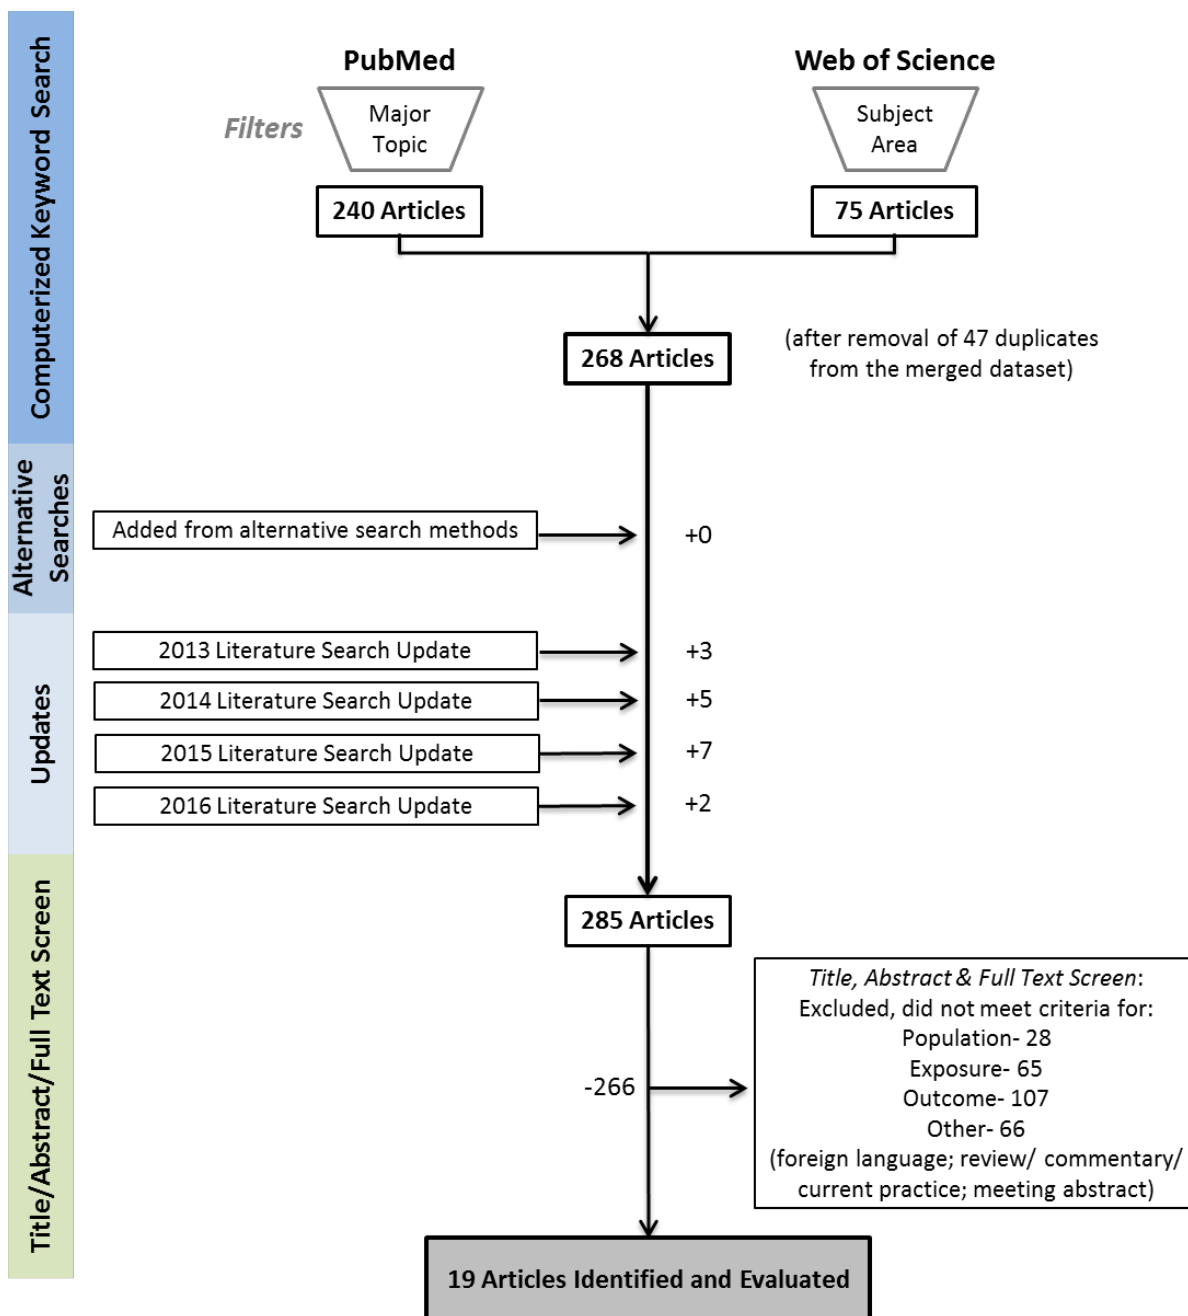 Computerized Keyword Search
PubMed
Web of Science
Filters
Major
Topic
Subject
Area
240 Articles
75 Articles
268 Articles
(after removal of 47 duplicates
from the merged dataset)
Alternative
Searches
Added from alternative search methods
+0
Updates
2013 Literature Search Update
+3
2014 Literature Search Update
+5
2015 Literature Search Update
+7
2016 Literature Search Update
+2
Title/Abstract/Full Text Screen
285 Articles
-266
Title, Abstract & Full Text Screen:
Excluded, did not meet criteria for:
Population- 28
Exposure- 65
Outcome- 107
Other- 66
(foreign language; review/ commentary/
current practice; meeting abstract)
19 Articles Identified and Evaluated